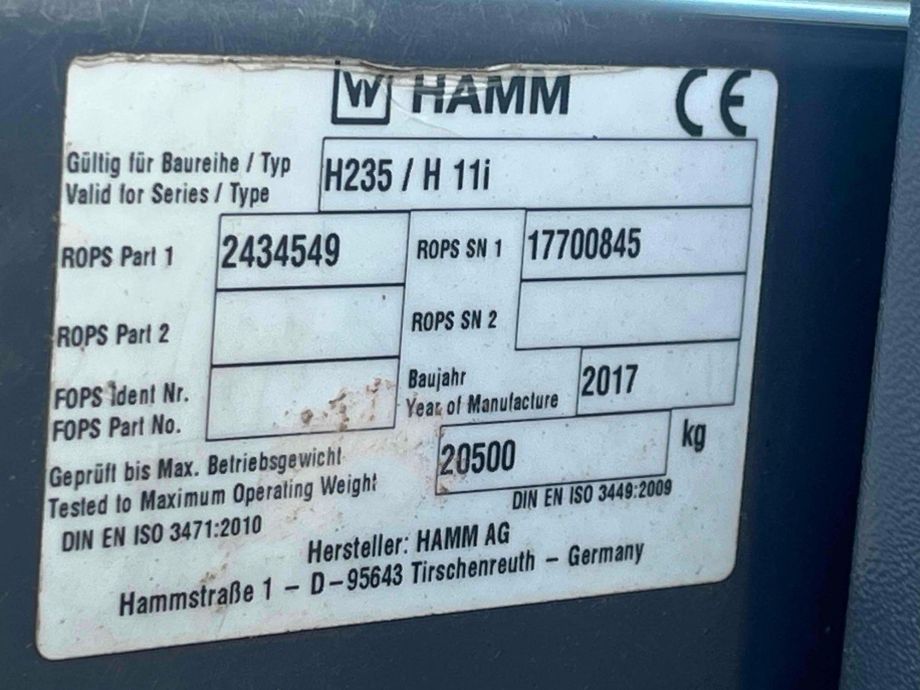 W HAMM CE
Gültig für Baureihe / Typ
Valid for Series / Type
H235 / H 11i
ROPS Part 1 2434549 ROPS SN 1 17700845
ROPS Part 2 ROPS SN 2
FOPS Ident Nr.
FOPS Part No.
Baujahr
Year of Manufacture
2017
Geprüft bis Max. Betriebsgewicht
Tested to Maximum Operating Weight
20500 kg
DIN EN ISO 3471:2010 DIN EN ISO 3449:2009
Hersteller: HAMM AG
Hammstraße 1 – D-95643 Tirschenreuth – Germany